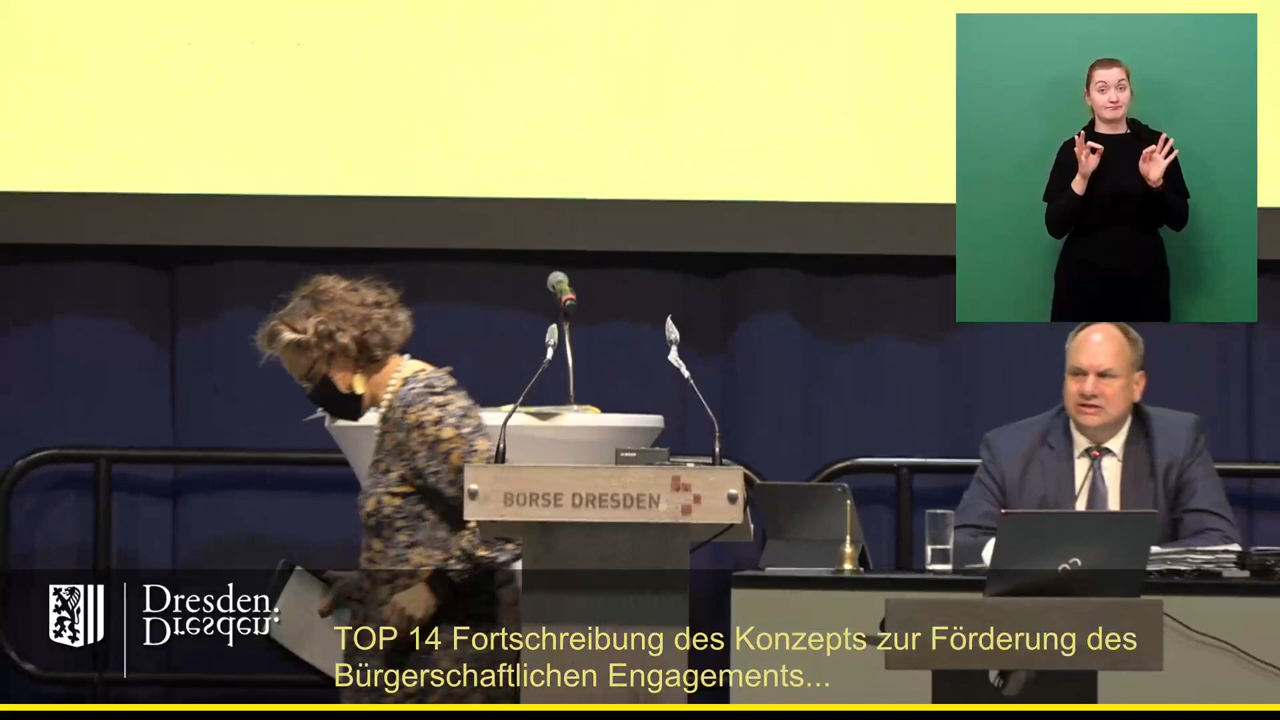 BÖRSE DRESDEN
Dresden.
Dresden.
TOP 14 Fortschreibung des Konzepts zur Förderung des
Bürgerschaftlichen Engagements...